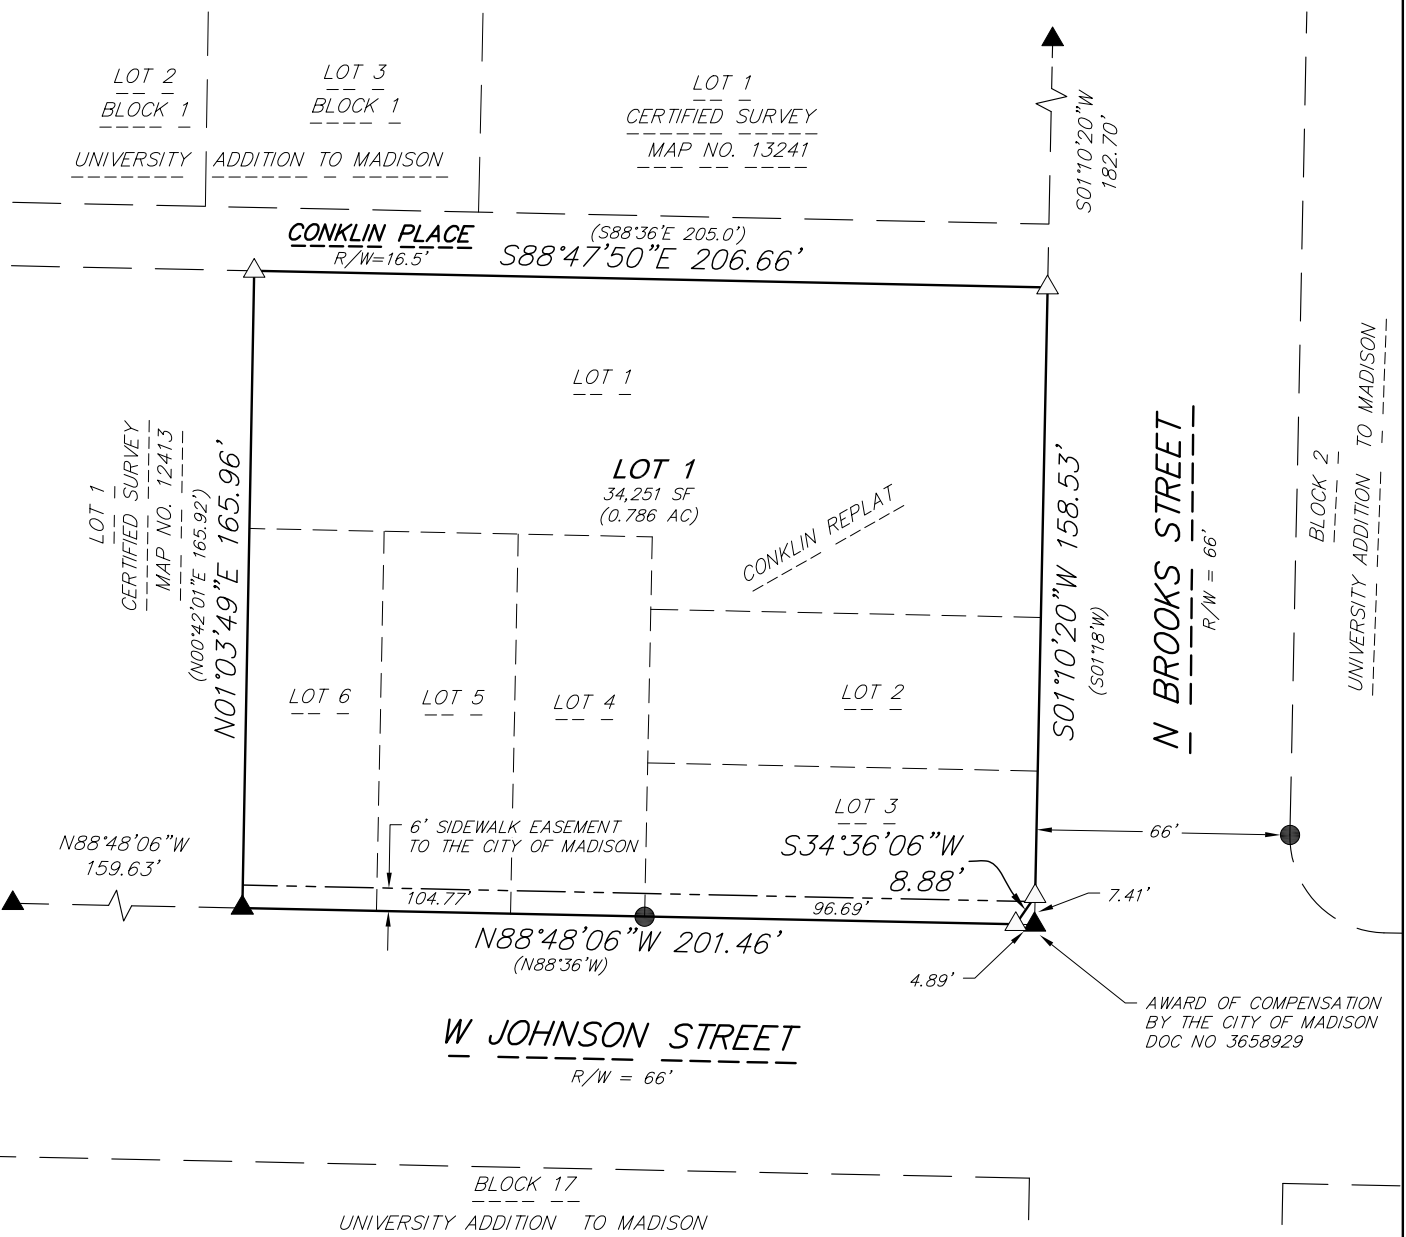 LOT 2
BLOCK 1
LOT 3
BLOCK 1
UNIVERSITY ADDITION TO MADISON
LOT 1
CERTIFIED SURVEY
MAP NO. 13241
S01°10'20"W
182.70'
CONKLIN PLACE
R/W=16.5'
(S88°36'E 205.0')
S88°47'50"E 206.66'
LOT 1
LOT 1
34,251 SF
(0.786 AC)
CONKLIN REPLAT
LOT 1
CERTIFIED SURVEY
MAP NO. 12413
(N00°42'01"E 165.92')
N01°03'49"E 165.96'
S01°10'20"W 158.53'
(S01°18'W)
N BROOKS STREET
R/W = 66'
BLOCK 2
UNIVERSITY ADDITION TO MADISON
LOT 6
LOT 5
LOT 4
LOT 2
LOT 3
N88°48'06"W
159.63'
6' SIDEWALK EASEMENT
TO THE CITY OF MADISON
S34°36'06"W
8.88'
66'
7.41'
104.77'
96.69'
N88°48'06"W 201.46'
(N88°36'W)
4.89'
AWARD OF COMPENSATION
BY THE CITY OF MADISON
DOC NO 3658929
W JOHNSON STREET
R/W = 66'
BLOCK 17
UNIVERSITY ADDITION TO MADISON